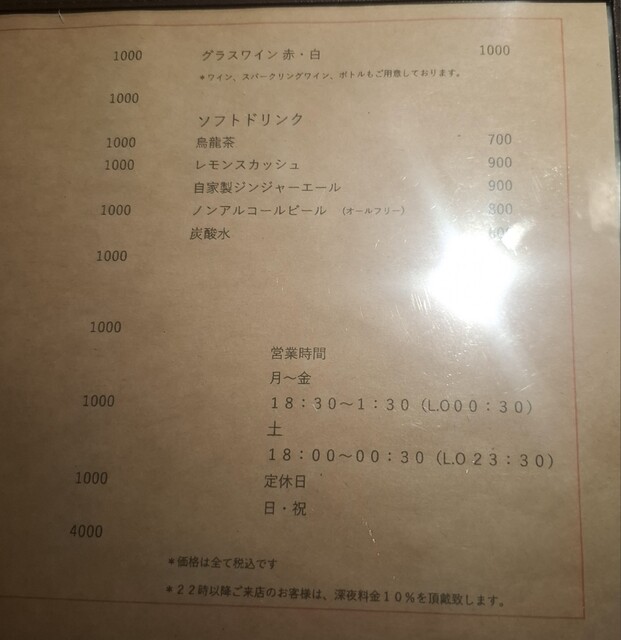 1000
1000
1000
1000
1000
1000
1000
1000
1000
4000
グラスワイン 赤・白 1000
＊ワイン、スパークリングワイン、ボトルもご用意しております。
ソフトドリンク
烏龍茶 700
レモンスカッシュ 900
自家製ジンジャーエール 900
ノンアルコールビール （オールフリー） 800
炭酸水
営業時間
月～金
18：30～1：30（L.O00：30）
土
18：00～00：30（L.O23：30）
定休日
日・祝
＊価格は全て税込です
＊22時以降ご来店のお客様は、深夜料金10％を頂戴致します。